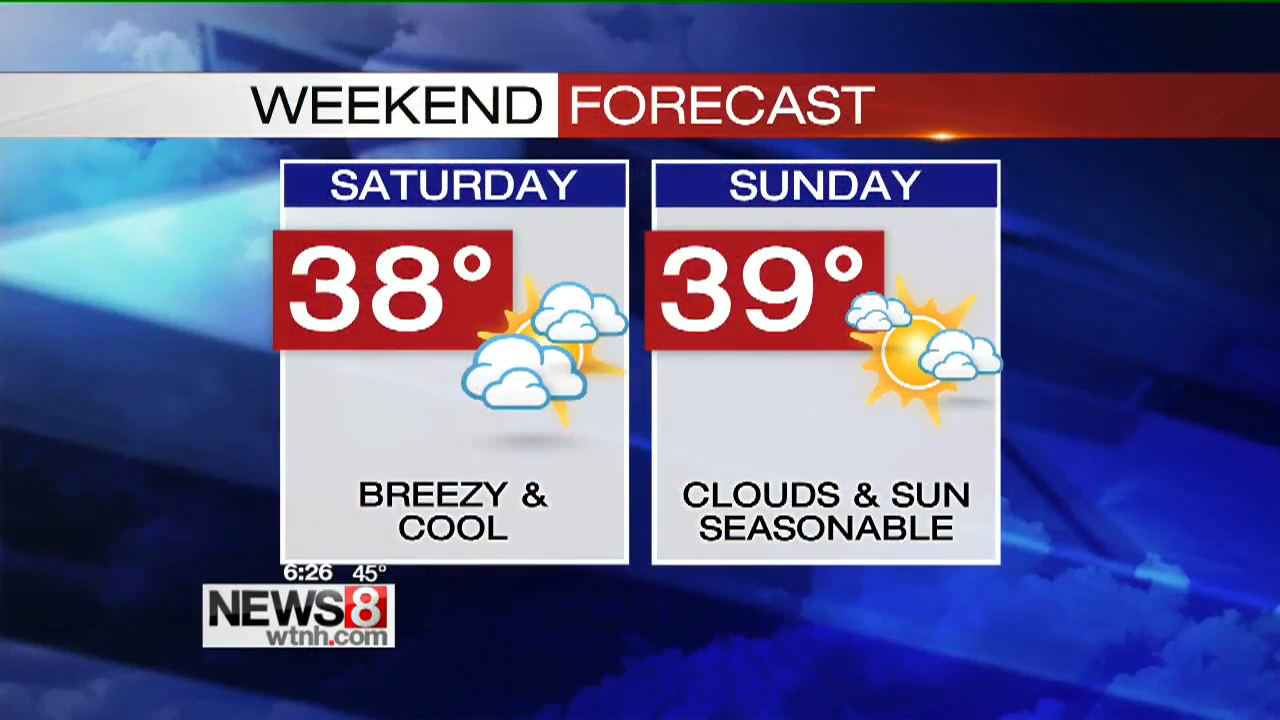 WEEKEND FORECAST
SATURDAY
38°
BREEZY &
COOL
SUNDAY
39°
CLOUDS & SUN
SEASONABLE
6:26 45°
NEWS8
wtnh.com